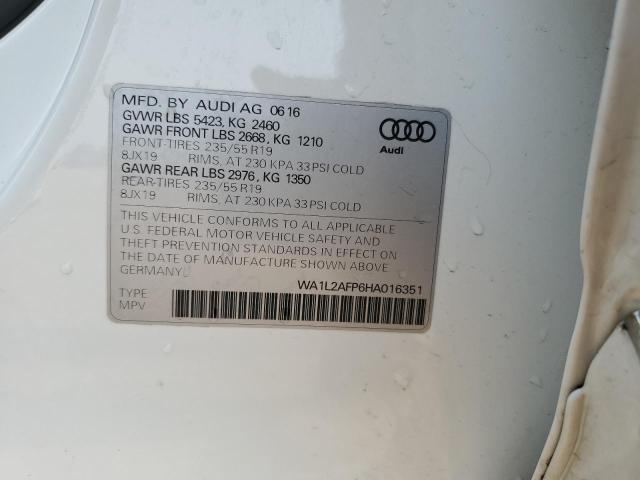 MFD. BY AUDI AG 06 16
GVWR LBS 5423, KG 2460
GAWR FRONT LBS 2668, KG 1210
FRONT-TIRES 235/55 R19
8JX19 RIMS, AT 230 KPA 33 PSI COLD
GAWR REAR LBS 2976, KG 1350
REAR-TIRES 235/55 R19
8JX19 RIMS, AT 230 KPA 33 PSI COLD
Audi
THIS VEHICLE CONFORMS TO ALL APPLICABLE
U.S. FEDERAL MOTOR VEHICLE SAFETY AND
THEFT PREVENTION STANDARDS IN EFFECT ON
THE DATE OF MANUFACTURE SHOWN ABOVE
GERMANY
WA1L2AFP6HA016351
TYPE
MPV